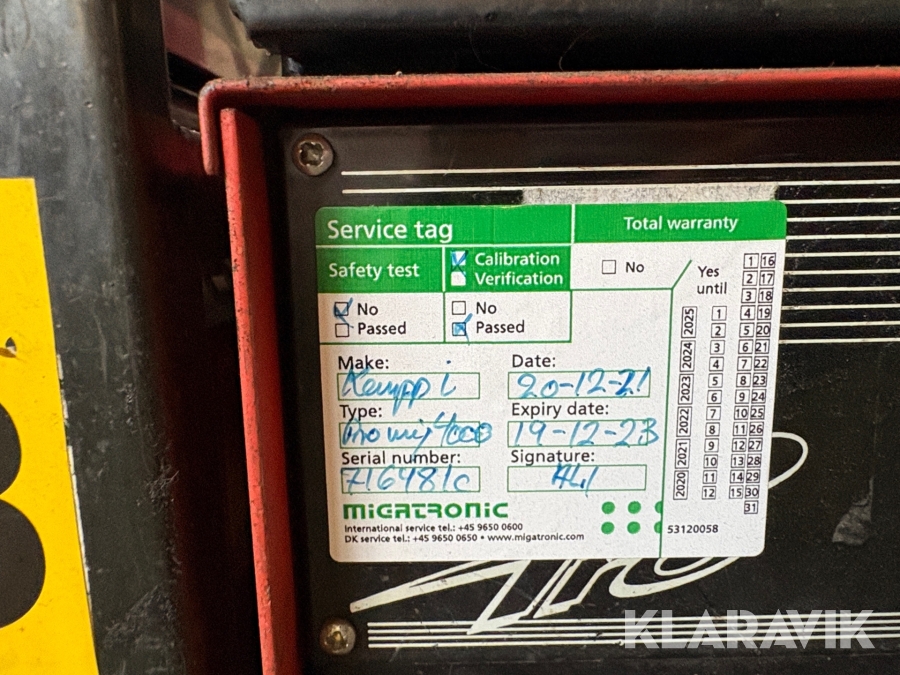 Service tag
Total warranty
Safety test
Calibration
Verification
No
Yes until
No
Passed
No
Passed
Make:
Kemppi
Date:
20-12-21
Type:
Promig 4000
Expiry date:
19-12-23
Serial number:
716481c
Signature:
MIGATRONIC
International service tel.: +45 9650 0600
DK service tel.: +45 9650 0650 • www.migatronic.com
53120058
2025
2024
2023
2022
2021
2020
1
2
3
4
5
6
7
8
9
10
11
12
1 16
2 17
3 18
4 19
5 20
6 21
7 22
8 23
9 24
10 25
11 26
12 27
13 28
14 29
15 30
31
Pro
KLARAVIK